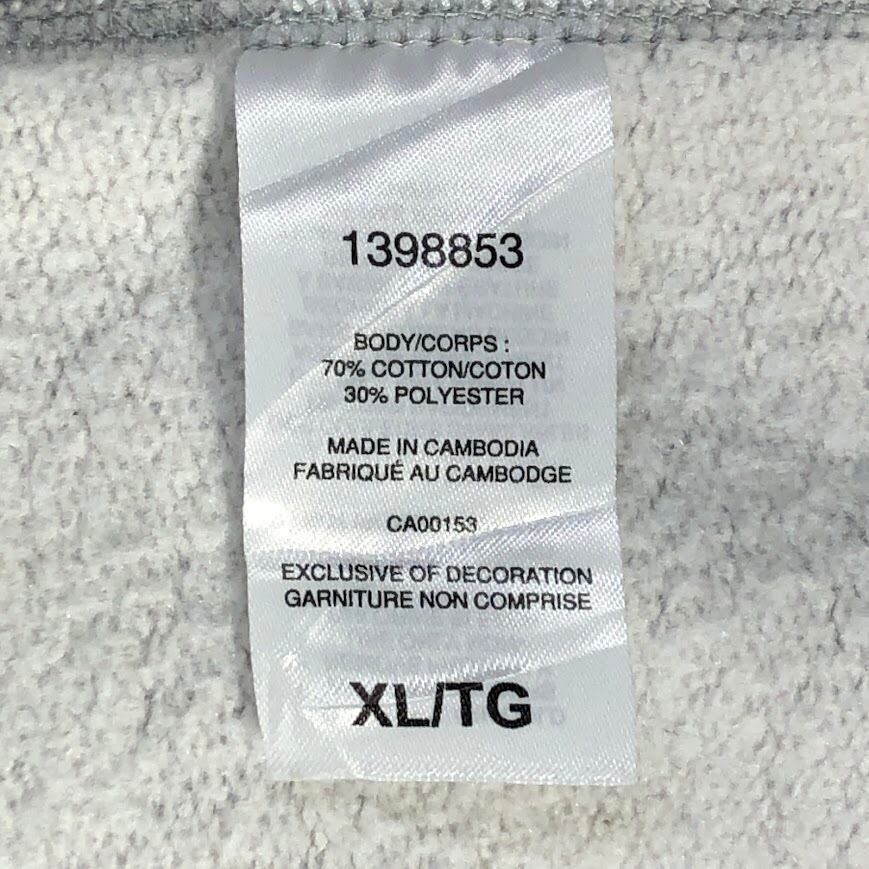 1398853
BODY/CORPS :
70% COTTON/COTON
30% POLYESTER
MADE IN CAMBODIA
FABRIQUÉ AU CAMBODGE
CA00153
EXCLUSIVE OF DECORATION
GARNITURE NON COMPRISE
XL/TG